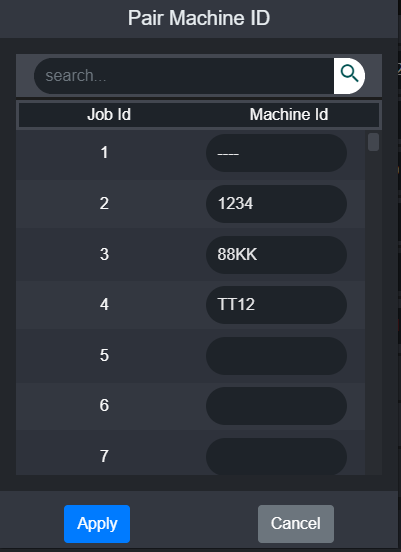 Pair Machine ID
search...
Job Id Machine Id
1 ----
2 1234
3 88KK
4 TT12
5
6
7
Apply Cancel